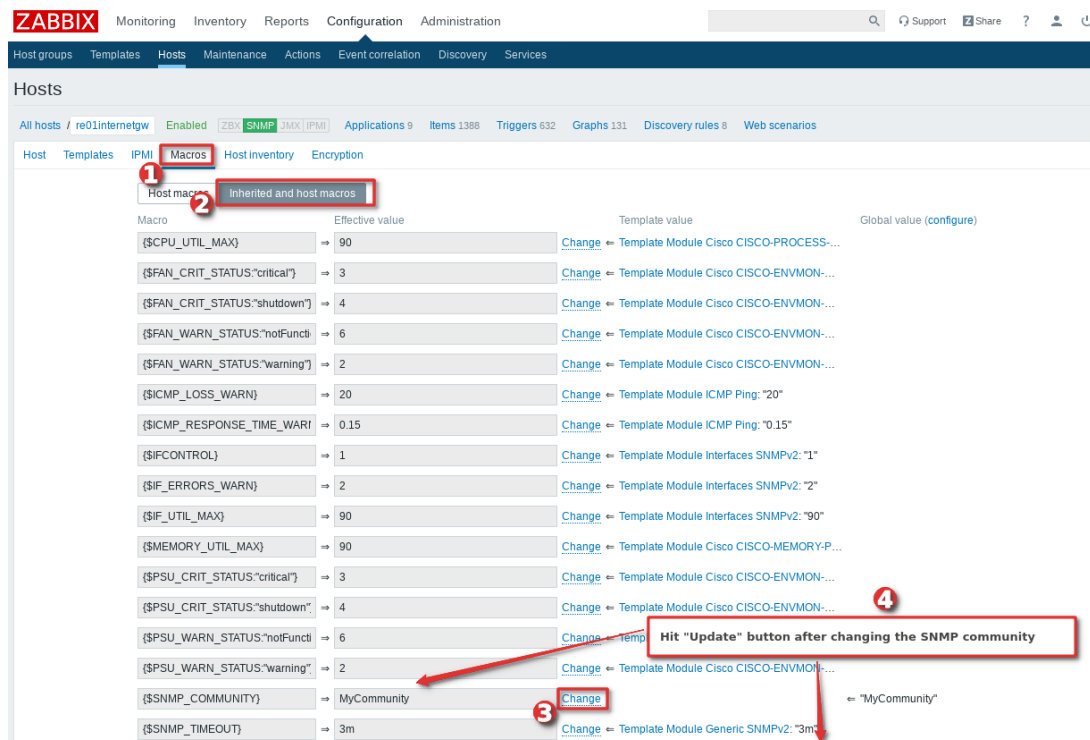 ZABBIX Monitoring Inventory Reports Configuration Administration Support Z Share ?
Host groups Templates Hosts Maintenance Actions Event correlation Discovery Services
Hosts
All hosts / re01internetgw Enabled ZBX SNMP JMX IPMI Applications 9 Items 1388 Triggers 632 Graphs 131 Discovery rules 8 Web scenarios
Host Templates IPMI Macros Host inventory Encryption
1
Host macros Inherited and host macros
2
Macro Effective value Template value Global value (configure)
{$CPU_UTIL_MAX} ⇒ 90 Change ⇐ Template Module Cisco CISCO-PROCESS-...
{$FAN_CRIT_STATUS:"critical"} ⇒ 3 Change ⇐ Template Module Cisco CISCO-ENVMON-...
{$FAN_CRIT_STATUS:"shutdown"} ⇒ 4 Change ⇐ Template Module Cisco CISCO-ENVMON-...
{$FAN_WARN_STATUS:"notFuncti ⇒ 6 Change ⇐ Template Module Cisco CISCO-ENVMON-...
{$FAN_WARN_STATUS:"warning"} ⇒ 2 Change ⇐ Template Module Cisco CISCO-ENVMON-...
{$ICMP_LOSS_WARN} ⇒ 20 Change ⇐ Template Module ICMP Ping: "20"
{$ICMP_RESPONSE_TIME_WARN ⇒ 0.15 Change ⇐ Template Module ICMP Ping: "0.15"
{$IFCONTROL} ⇒ 1 Change ⇐ Template Module Interfaces SNMPv2: "1"
{$IF_ERRORS_WARN} ⇒ 2 Change ⇐ Template Module Interfaces SNMPv2: "2"
{$IF_UTIL_MAX} ⇒ 90 Change ⇐ Template Module Interfaces SNMPv2: "90"
{$MEMORY_UTIL_MAX} ⇒ 90 Change ⇐ Template Module Cisco CISCO-MEMORY-P...
{$PSU_CRIT_STATUS:"critical"} ⇒ 3 Change ⇐ Template Module Cisco CISCO-ENVMON-...
{$PSU_CRIT_STATUS:"shutdown" ⇒ 4 Change ⇐ Template Module Cisco CISCO-ENVMON-...
4
{$PSU_WARN_STATUS:"notFuncti ⇒ 6 Change ⇐
Hit "Update" button after changing the SNMP community
{$PSU_WARN_STATUS:"warning" ⇒ 2 Change ⇐ Template Module Cisco CISCO-ENVMON-...
{$SNMP_COMMUNITY} ⇒ MyCommunity Change ⇐ "MyCommunity"
3
{$SNMP_TIMEOUT} ⇒ 3m Change ⇐ Template Module Generic SNMPv2: "3m"